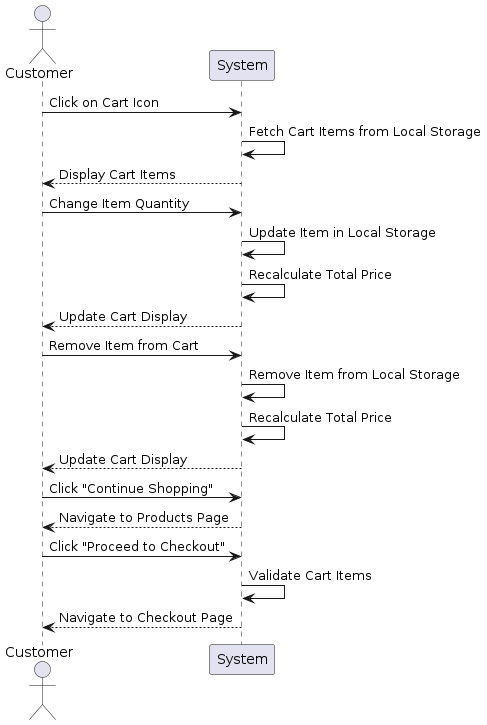 Customer
System
Click on Cart Icon
Fetch Cart Items from Local Storage
Display Cart Items
Change Item Quantity
Update Item in Local Storage
Recalculate Total Price
Update Cart Display
Remove Item from Cart
Remove Item from Local Storage
Recalculate Total Price
Update Cart Display
Click "Continue Shopping"
Navigate to Products Page
Click "Proceed to Checkout"
Validate Cart Items
Navigate to Checkout Page
Customer
System